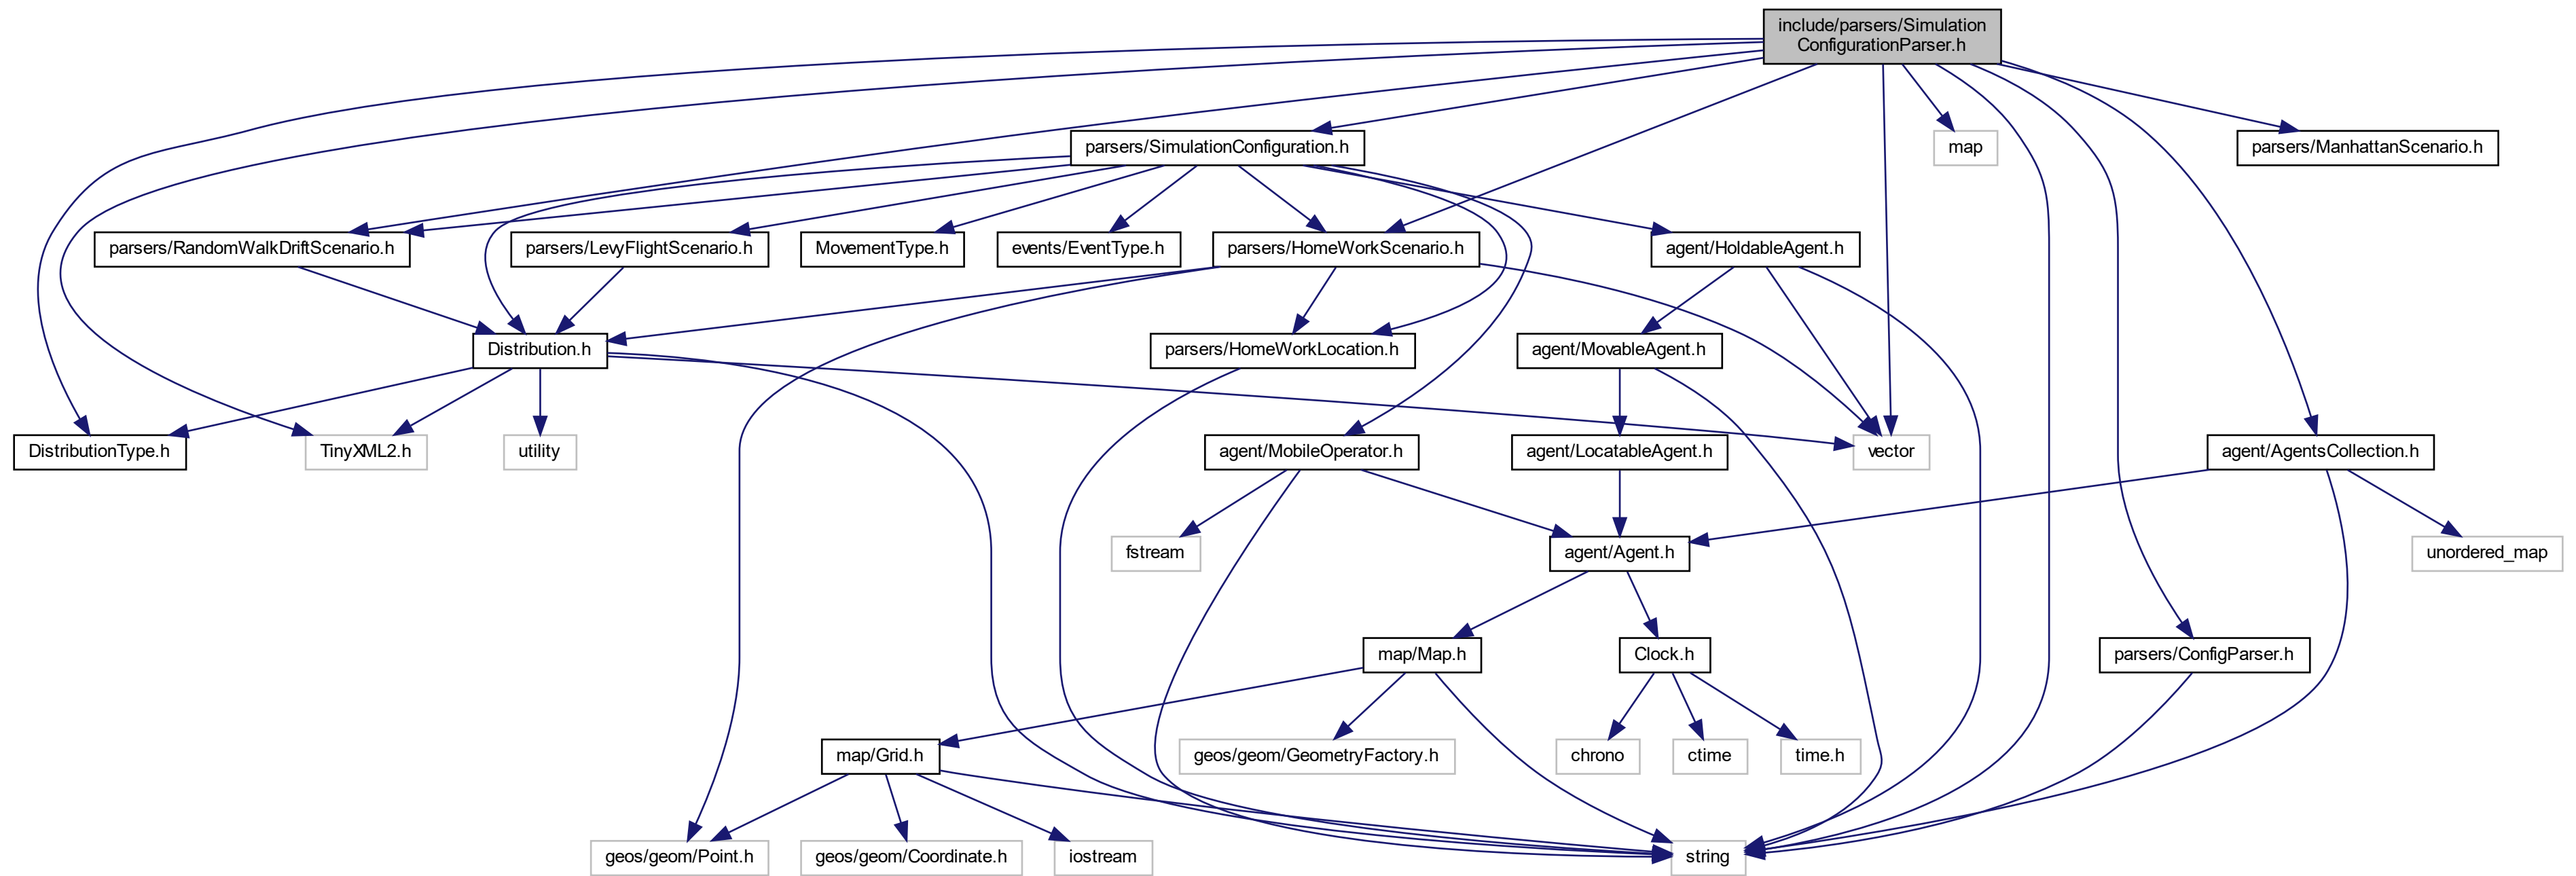 include/parsers/Simulation
ConfigurationParser.h
parsers/SimulationConfiguration.h
map
parsers/ManhattanScenario.h
parsers/RandomWalkDriftScenario.h
parsers/LevyFlightScenario.h
MovementType.h
events/EventType.h
parsers/HomeWorkScenario.h
agent/HoldableAgent.h
Distribution.h
parsers/HomeWorkLocation.h
agent/MovableAgent.h
DistributionType.h
TinyXML2.h
utility
agent/MobileOperator.h
agent/LocatableAgent.h
vector
agent/AgentsCollection.h
fstream
agent/Agent.h
unordered_map
map/Map.h
Clock.h
parsers/ConfigParser.h
map/Grid.h
geos/geom/GeometryFactory.h
chrono
ctime
time.h
geos/geom/Point.h
geos/geom/Coordinate.h
iostream
string